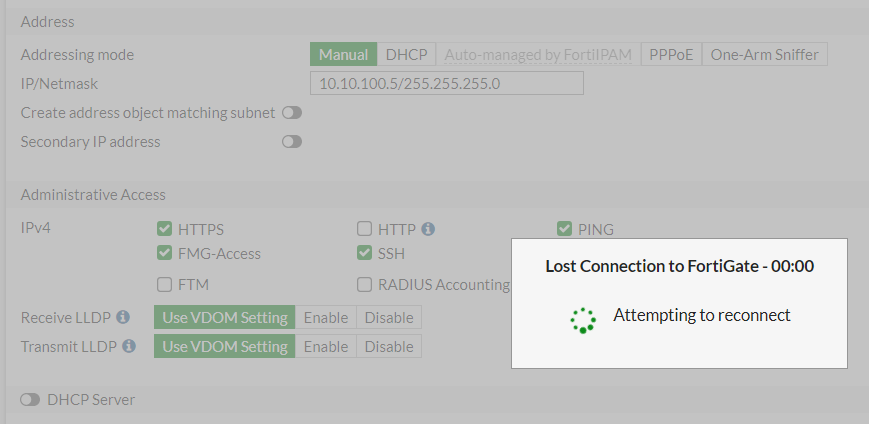 Address
Addressing mode Manual DHCP Auto-managed by FortiIPAM PPPoE One-Arm Sniffer
IP/Netmask 10.10.100.5/255.255.255.0
Create address object matching subnet
Secondary IP address
Administrative Access
IPv4 HTTPS HTTP PING
FMG-Access SSH
FTM RADIUS Accounting
Lost Connection to FortiGate - 00:00
Attempting to reconnect
Receive LLDP Use VDOM Setting Enable Disable
Transmit LLDP Use VDOM Setting Enable Disable
DHCP Server